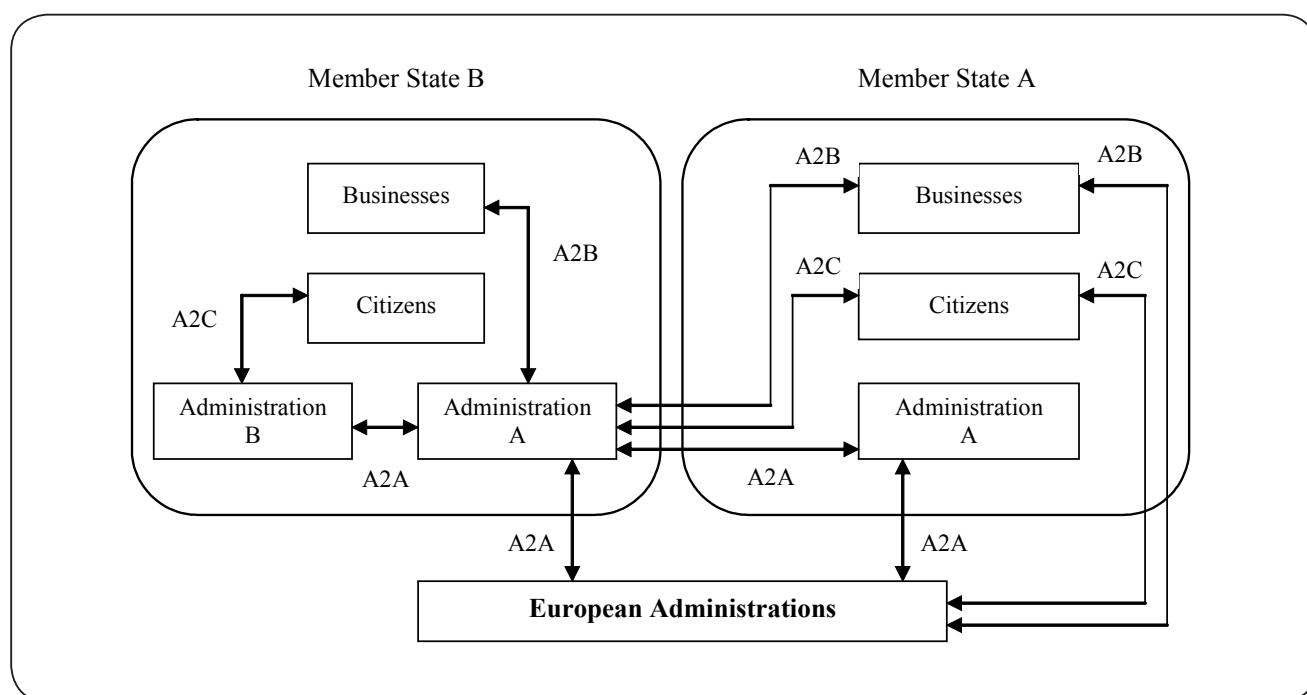 Member State B
Member State A
A2B
A2B
Businesses
Businesses
A2B
A2C
A2C
Citizens
Citizens
A2C
Administration
B
Administration
A
Administration
A
A2A
A2A
A2A
A2A
European Administrations